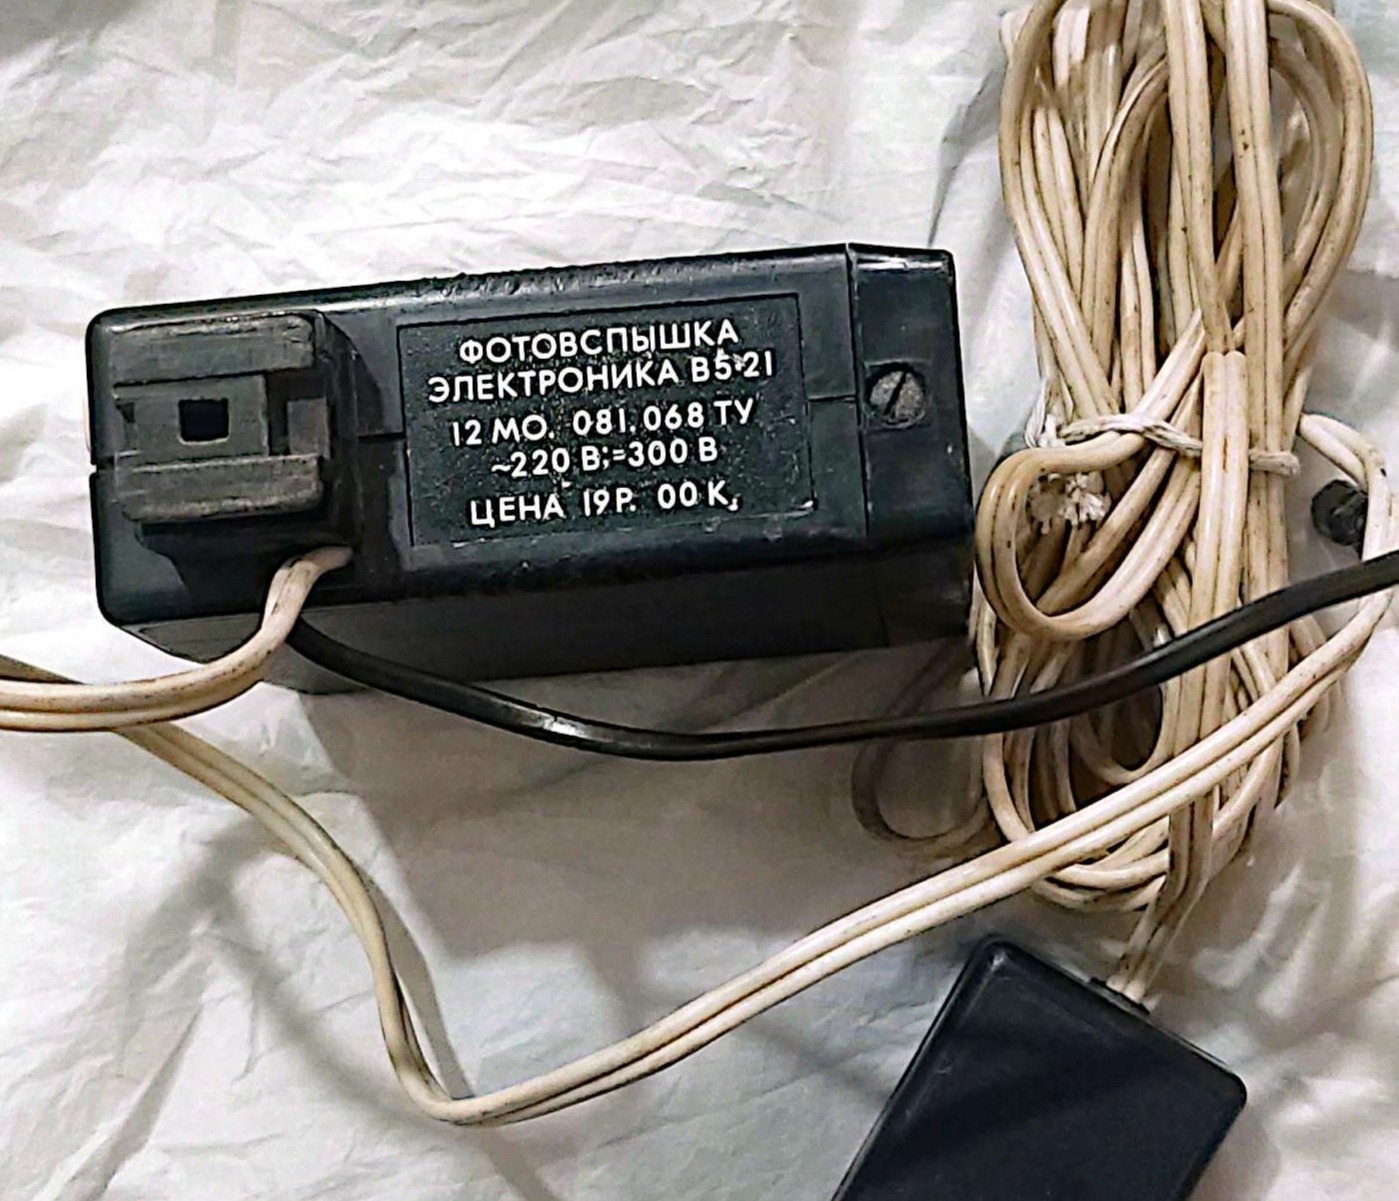 ФОТОВСПЫШКА
ЭЛЕКТРОНИКА В5-21
12 МО. 081.068 ТУ
~220 В;=300 В
ЦЕНА 19Р. 00 К.